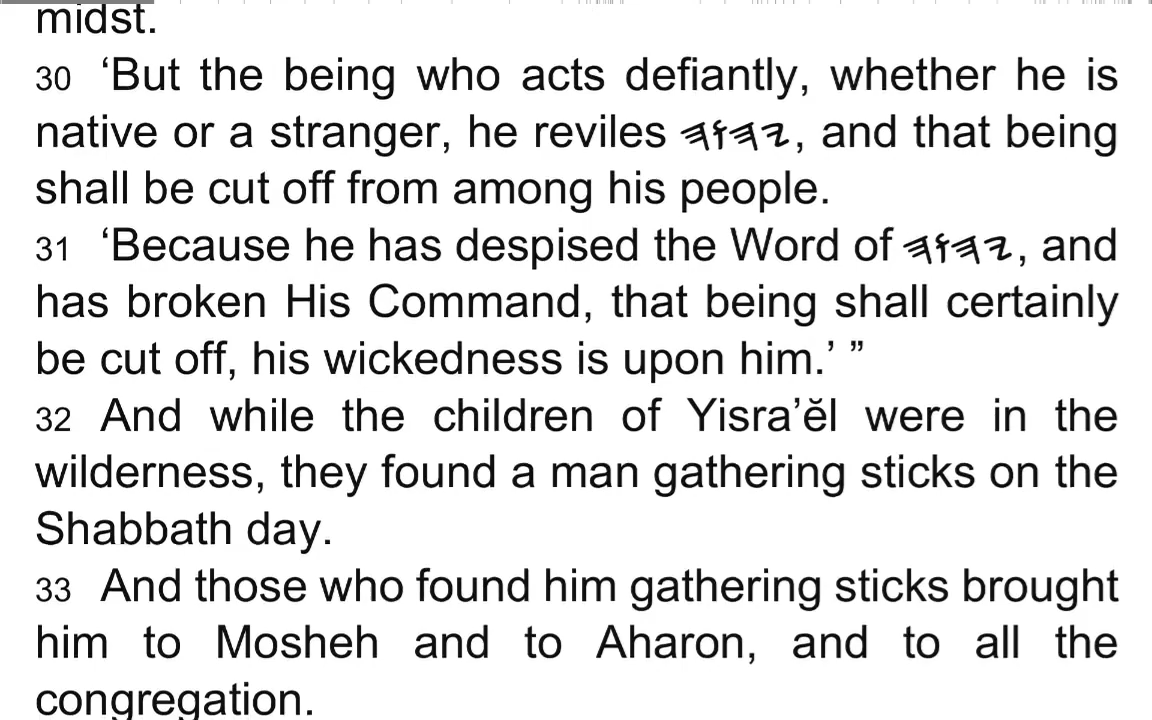 midst.
30 ‘But the being who acts defiantly, whether he is
native or a stranger, he reviles 𐤉𐤄𐤅𐤄, and that being
shall be cut off from among his people.
31 ‘Because he has despised the Word of 𐤉𐤄𐤅𐤄, and
has broken His Command, that being shall certainly
be cut off, his wickedness is upon him.’ ”
32 And while the children of Yisra’ĕl were in the
wilderness, they found a man gathering sticks on the
Shabbath day.
33 And those who found him gathering sticks brought
him to Mosheh and to Aharon, and to all the
congregation.